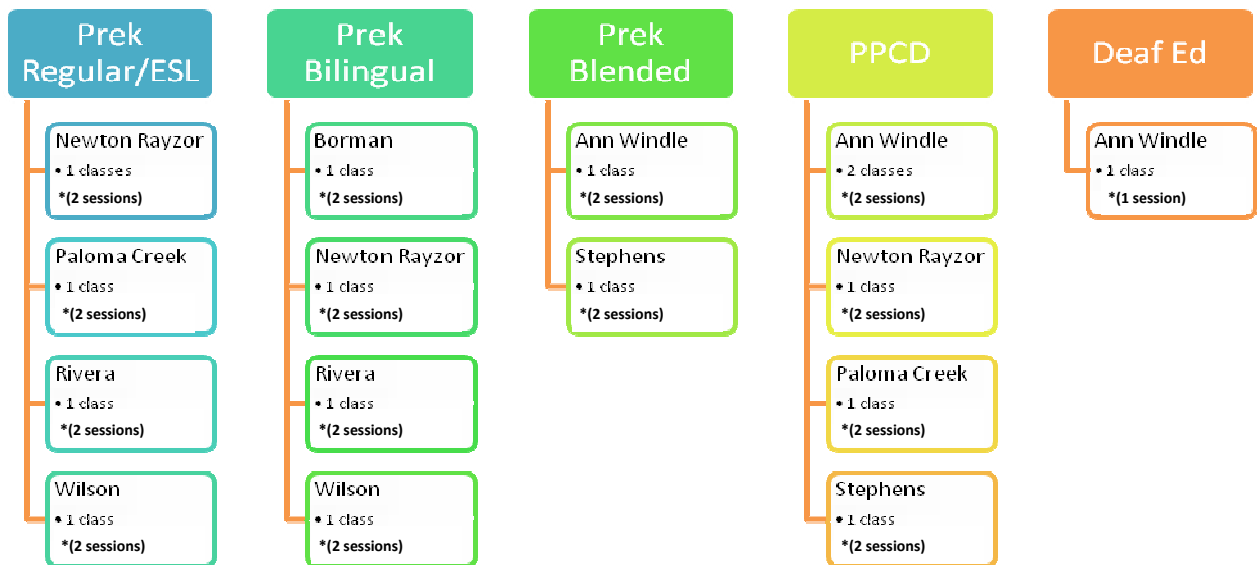 Prek
Regular/ESL
Newton Rayzor
• 1 classes
*(2 sessions)
Paloma Creek
• 1 class
*(2 sessions)
Rivera
• 1 class
*(2 sessions)
Wilson
• 1 class
*(2 sessions)
Prek
Bilingual
Borman
• 1 class
*(2 sessions)
Newton Rayzor
• 1 class
*(2 sessions)
Rivera
• 1 class
*(2 sessions)
Wilson
• 1 class
*(2 sessions)
Prek
Blended
Ann Windle
• 1 class
*(2 sessions)
Stephens
• 1 class
*(2 sessions)
PPCD
Ann Windle
• 2 classes
*(2 sessions)
Newton Rayzor
• 1 class
*(2 sessions)
Paloma Creek
• 1 class
*(2 sessions)
Stephens
• 1 class
*(2 sessions)
Deaf Ed
Ann Windle
• 1 class
*(1 session)